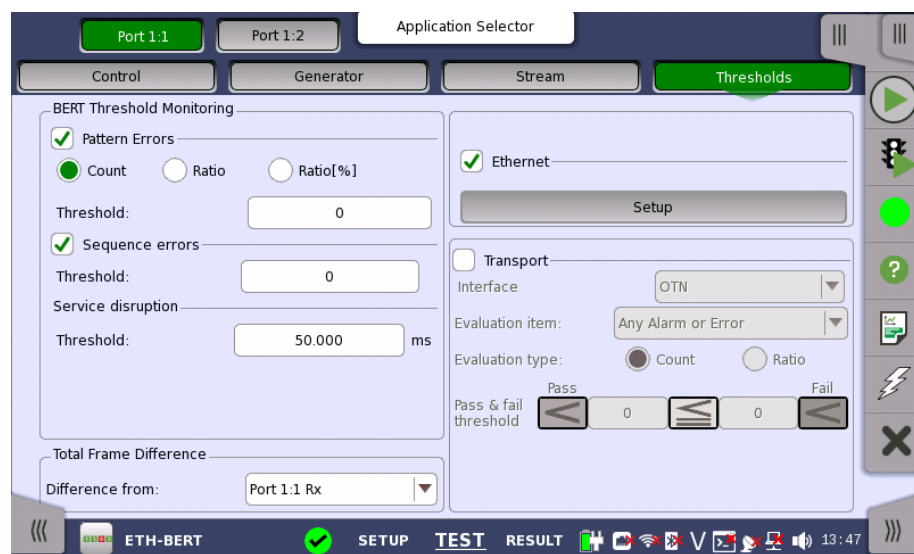 Port 1:1 Port 1:2 Application Selector
Control Generator Stream Thresholds
BERT Threshold Monitoring
Pattern Errors
Count Ratio Ratio[%]
Threshold: 0
Sequence errors
Threshold: 0
Service disruption
Threshold: 50.000 ms
Total Frame Difference
Difference from: Port 1:1 Rx
Ethernet
Setup
Transport
Interface OTN
Evaluation item: Any Alarm or Error
Evaluation type: Count Ratio
Pass Fail
Pass & fail
threshold 0 0
ETH-BERT SETUP TEST RESULT 13:47